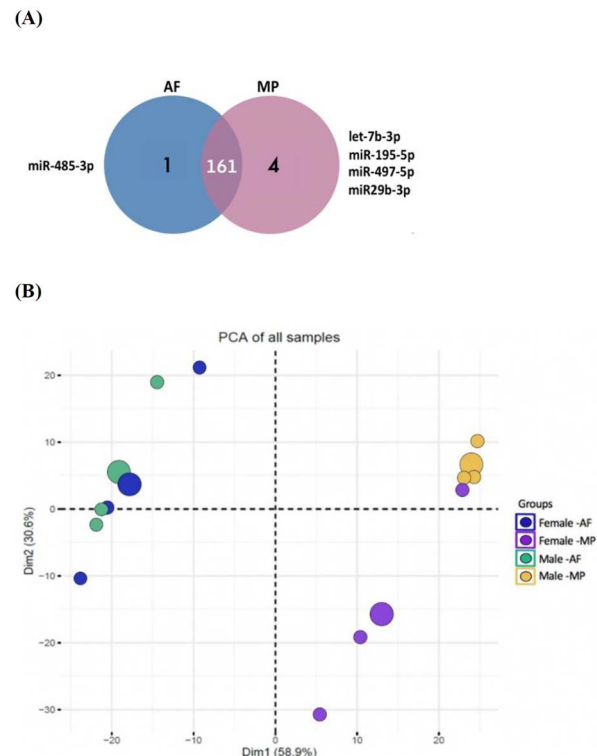 (A)
AF MP
miR-485-3p 1 161 4
let-7b-3p
miR-195-5p
miR-497-5p
miR29b-3p
(B)
PCA of all samples
20
10
0
−10
−20
−30
Dim2 (30.6%)
−20 −10 0 10 20
Dim1 (58.9%)
Groups
Female -AF
Female -MP
Male -AF
Male -MP